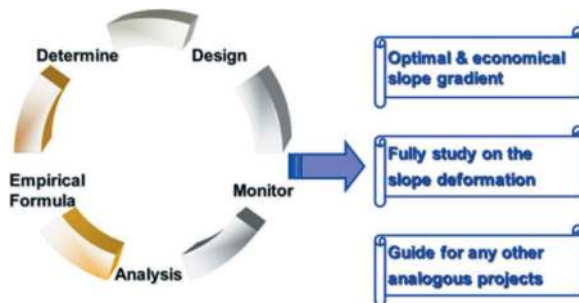 Determine
Design
Monitor
Analysis
Empirical
Formula
Optimal & economical
slope gradient
Fully study on the
slope deformation
Guide for any other
analogous projects